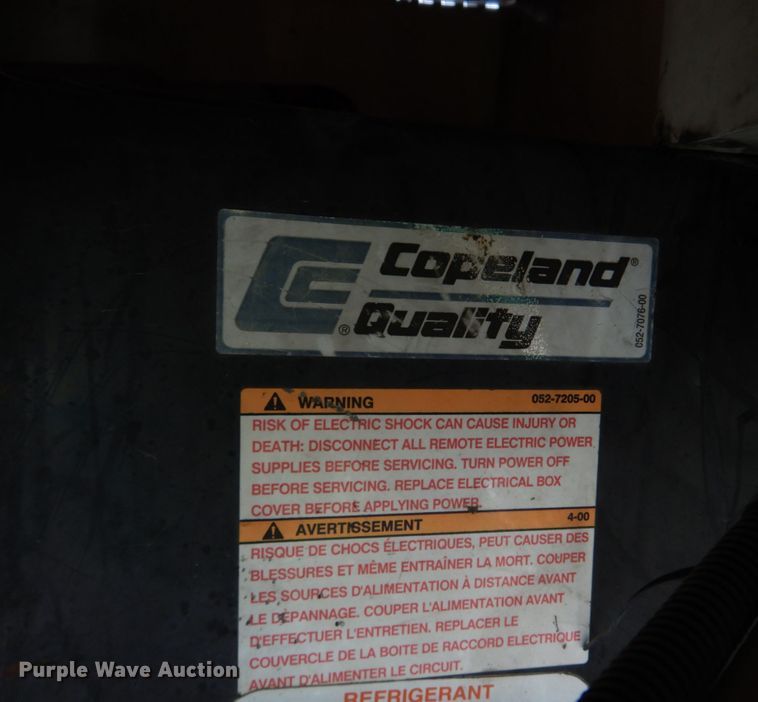 Copeland®
® Quality
052-7076-00
WARNING 052-7205-00
RISK OF ELECTRIC SHOCK CAN CAUSE INJURY OR
DEATH: DISCONNECT ALL REMOTE ELECTRIC POWER
SUPPLIES BEFORE SERVICING. TURN POWER OFF
BEFORE SERVICING. REPLACE ELECTRICAL BOX
COVER BEFORE APPLYING POWER.
AVERTISSEMENT 4-00
RISQUE DE CHOCS ÉLECTRIQUES, PEUT CAUSER DES
BLESSURES ET MÊME ENTRAÎNER LA MORT. COUPER
LES SOURCES D'ALIMENTATION À DISTANCE AVANT
LE DÉPANNAGE. COUPER L'ALIMENTATION AVANT
D'EFFECTUER L'ENTRETIEN. REPLACER LE
COUVERCLE DE LA BOITE DE RACCORD ELECTRIQUE
AVANT D'ALIMENTER LE CIRCUIT.
REFRIGERANT
Purple Wave Auction